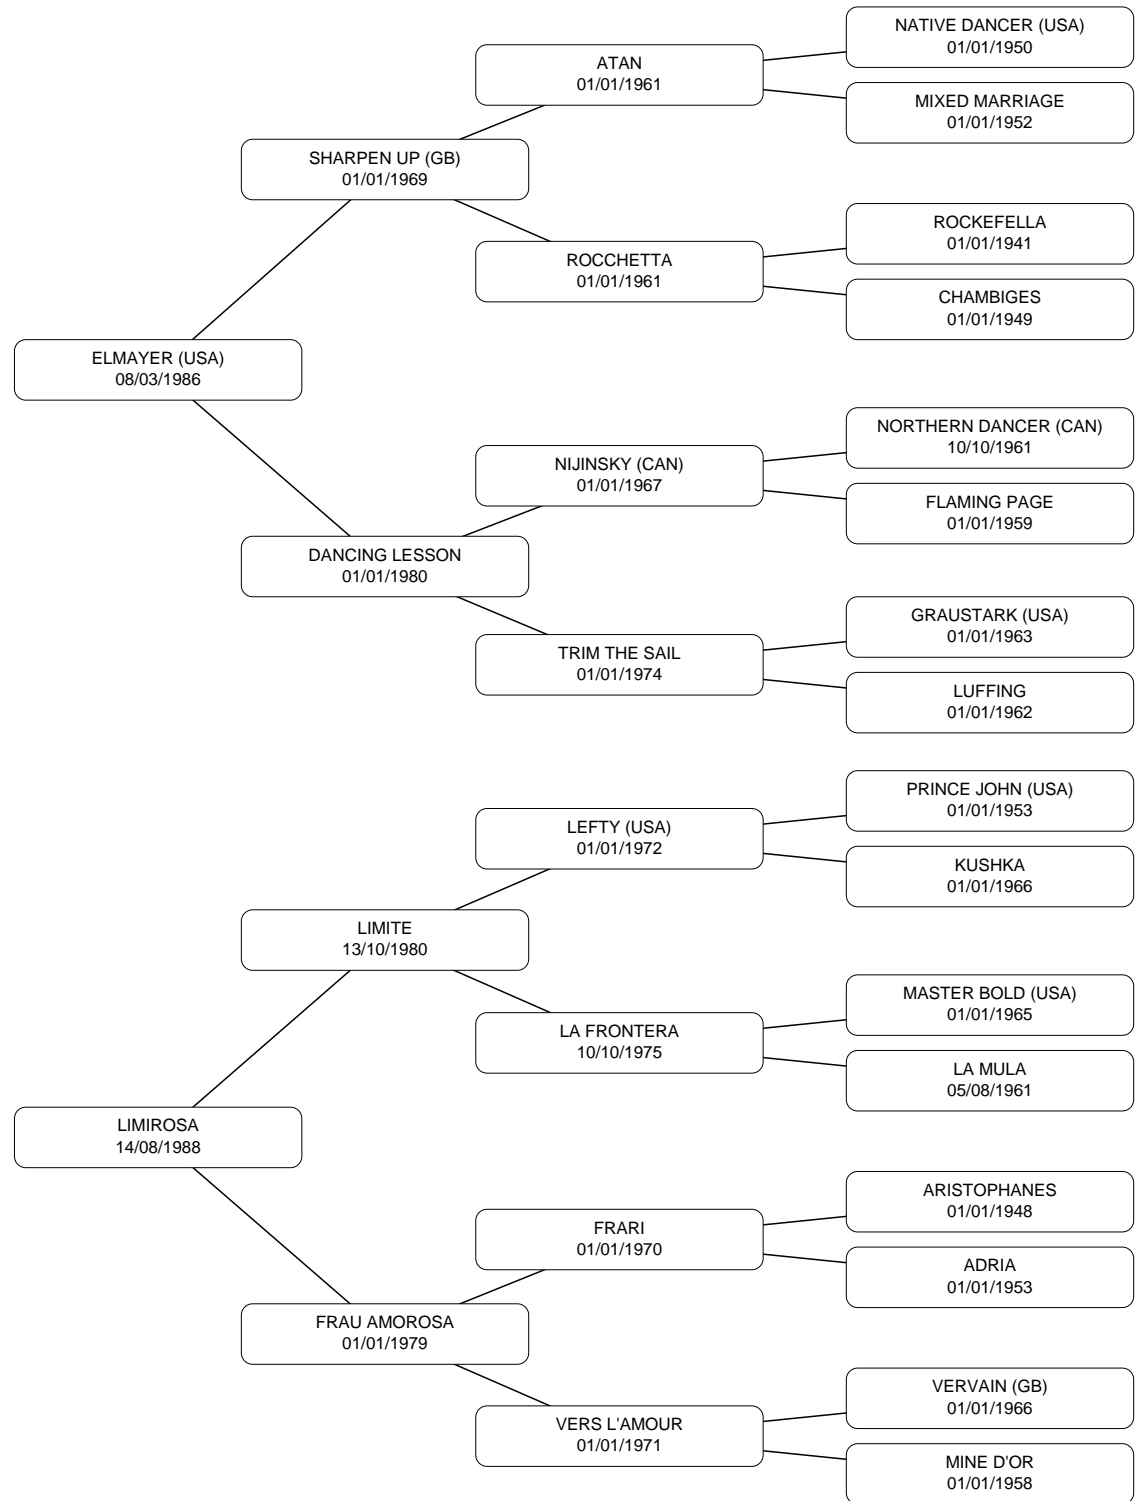 NATIVE DANCER (USA)
01/01/1950
ATAN
01/01/1961
MIXED MARRIAGE
01/01/1952
SHARPEN UP (GB)
01/01/1969
ROCKEFELLA
01/01/1941
ROCCHETTA
01/01/1961
CHAMBIGES
01/01/1949
ELMAYER (USA)
08/03/1986
NORTHERN DANCER (CAN)
10/10/1961
NIJINSKY (CAN)
01/01/1967
FLAMING PAGE
01/01/1959
DANCING LESSON
01/01/1980
GRAUSTARK (USA)
01/01/1963
TRIM THE SAIL
01/01/1974
LUFFING
01/01/1962
PRINCE JOHN (USA)
01/01/1953
LEFTY (USA)
01/01/1972
KUSHKA
01/01/1966
LIMITE
13/10/1980
MASTER BOLD (USA)
01/01/1965
LA FRONTERA
10/10/1975
LA MULA
05/08/1961
LIMIROSA
14/08/1988
ARISTOPHANES
01/01/1948
FRARI
01/01/1970
ADRIA
01/01/1953
FRAU AMOROSA
01/01/1979
VERVAIN (GB)
01/01/1966
VERS L'AMOUR
01/01/1971
MINE D'OR
01/01/1958